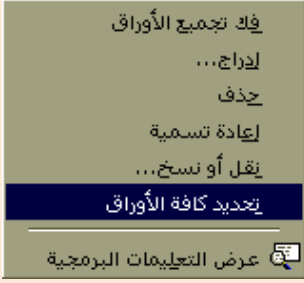 فك تجميع الأوراق
إدراج...
حذف
إعادة تسمية
نقل أو نسخ...
تحديد كافة الأوراق
عرض التعليمات البرمجية